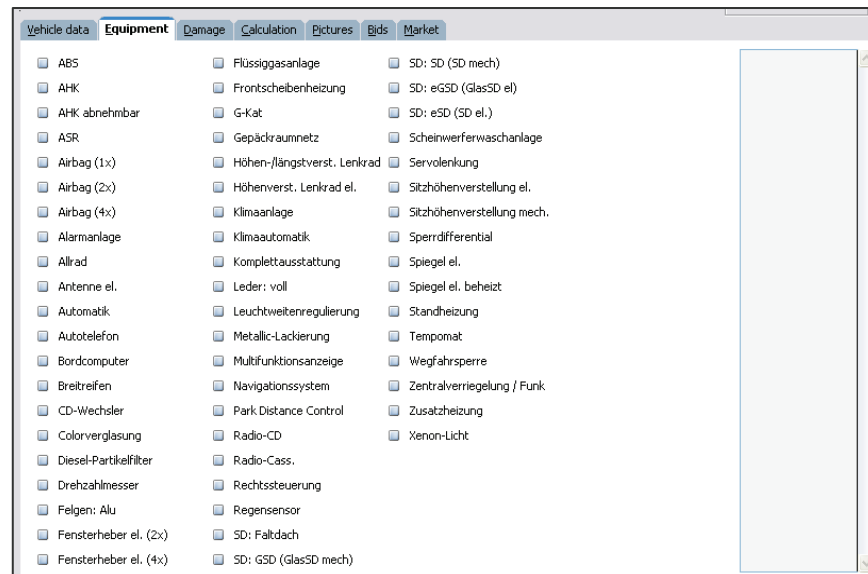 Vehicle data Equipment Damage Calculation Pictures Bids Market
ABS
AHK
AHK abnehmbar
ASR
Airbag (1x)
Airbag (2x)
Airbag (4x)
Alarmanlage
Allrad
Antenne el.
Automatik
Autotelefon
Bordcomputer
Breitreifen
CD-Wechsler
Colorverglasung
Diesel-Partikelfilter
Drehzahlmesser
Felgen: Alu
Fensterheber el. (2x)
Fensterheber el. (4x)
Flüssiggasanlage
Frontscheibenheizung
G-Kat
Gepäckraumnetz
Höhen-/längstverst. Lenkrad
Höhenverst. Lenkrad el.
Klimaanlage
Klimaautomatik
Komplettausstattung
Leder: voll
Leuchtweitenregulierung
Metallic-Lackierung
Multifunktionsanzeige
Navigationssystem
Park Distance Control
Radio-CD
Radio-Cass.
Rechtssteuerung
Regensensor
SD: Faltdach
SD: GSD (GlasSD mech)
SD: SD (SD mech)
SD: eGSD (GlasSD el)
SD: eSD (SD el.)
Scheinwerferwaschanlage
Servolenkung
Sitzhöhenverstellung el.
Sitzhöhenverstellung mech.
Sperrdifferential
Spiegel el.
Spiegel el. beheizt
Standheizung
Tempomat
Wegfahrsperre
Zentralverriegelung / Funk
Zusatzheizung
Xenon-Licht